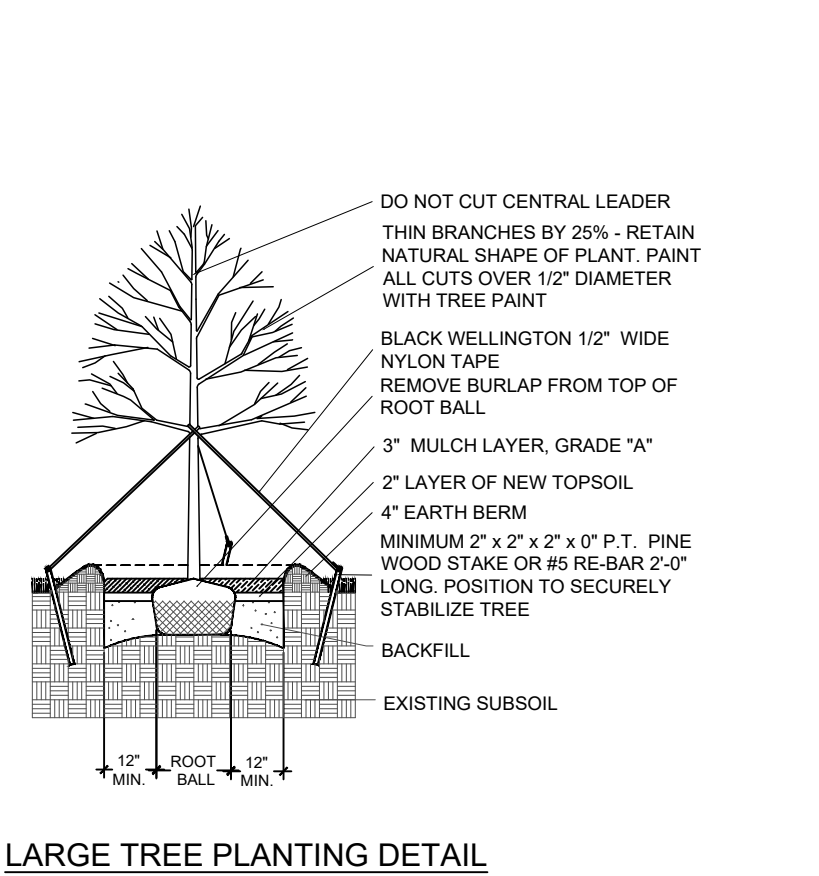 DO NOT CUT CENTRAL LEADER
THIN BRANCHES BY 25% - RETAIN
NATURAL SHAPE OF PLANT. PAINT
ALL CUTS OVER 1/2" DIAMETER
WITH TREE PAINT
BLACK WELLINGTON 1/2" WIDE
NYLON TAPE
REMOVE BURLAP FROM TOP OF
ROOT BALL
3" MULCH LAYER, GRADE "A"
2" LAYER OF NEW TOPSOIL
4" EARTH BERM
MINIMUM 2" x 2" x 2" x 0" P.T. PINE
WOOD STAKE OR #5 RE-BAR 2'-0"
LONG. POSITION TO SECURELY
STABILIZE TREE
BACKFILL
EXISTING SUBSOIL
12"
MIN.
ROOT
BALL
12"
MIN.
LARGE TREE PLANTING DETAIL